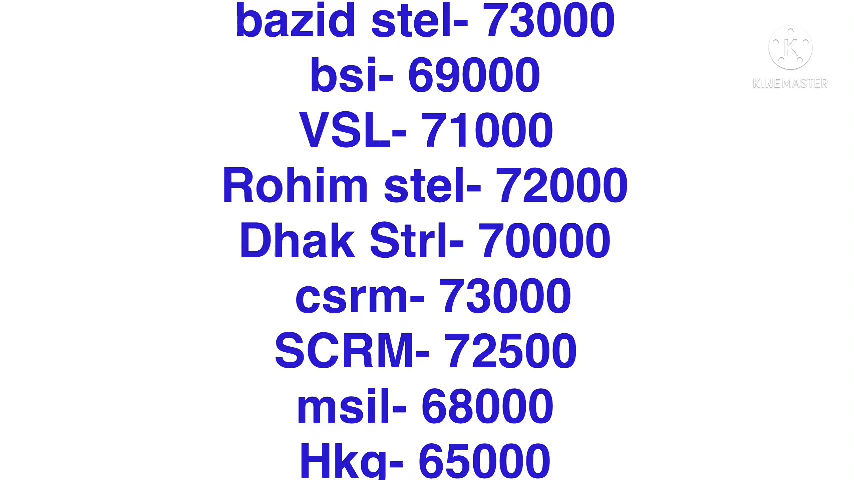 bazid stel- 73000
bsi- 69000
VSL- 71000
Rohim stel- 72000
Dhak Strl- 70000
csrm- 73000
SCRM- 72500
msil- 68000
Hkg- 65000
K
KINEMASTER